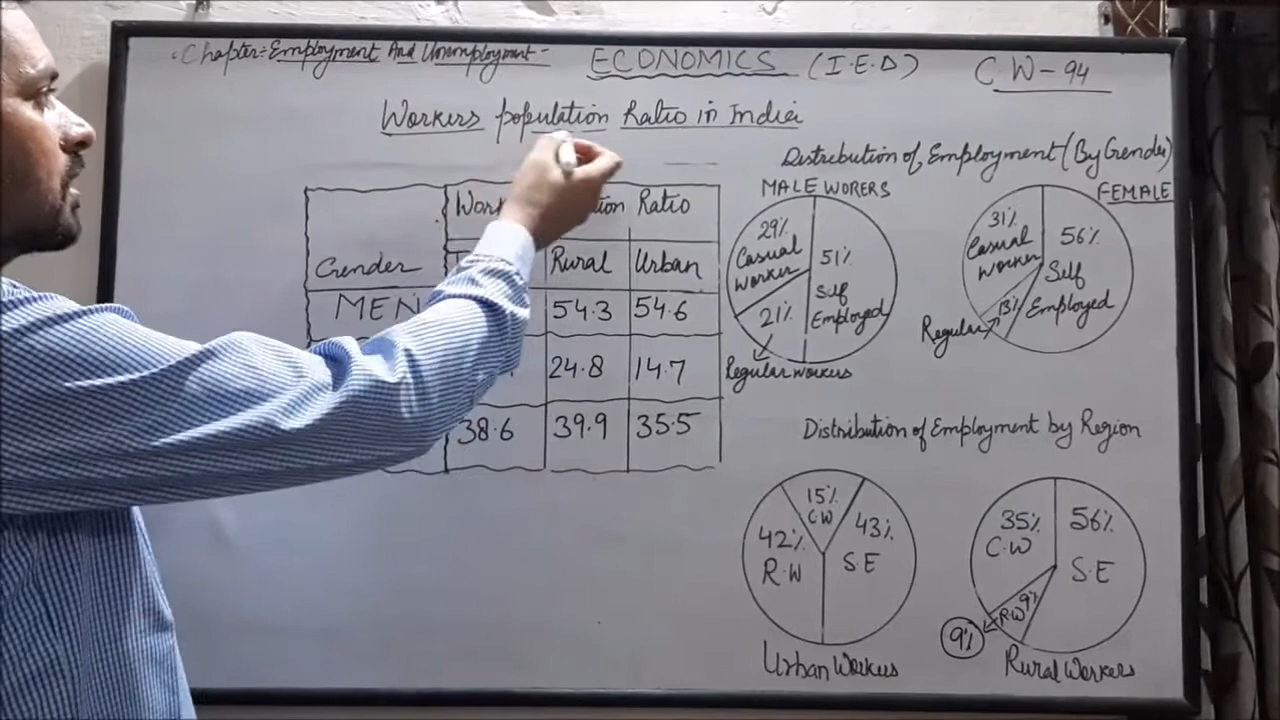 Chapter:- Employment And Unemployment -
ECONOMICS (I.E.D)
C.W-94
Workers population Ratio in India
Distribution of Employment (By Gender)
Ratio
Gender
Rural
Urban
MEN
54.3
54.6
24.8
14.7
38.6
39.9
35.5
MALE WORERS
29%
Casual
worker
51%
Self
Employed
21%
Regular workers
FEMALE
31%
Casual
worker
56%
Self
Employed
13%
Regular
Distribution of Employment by Region
15%
C.W
42%
R.W
43%
S.E
Urban Workers
35%
C.W
56%
S.E
R.W 9%
9%
Rural Workers